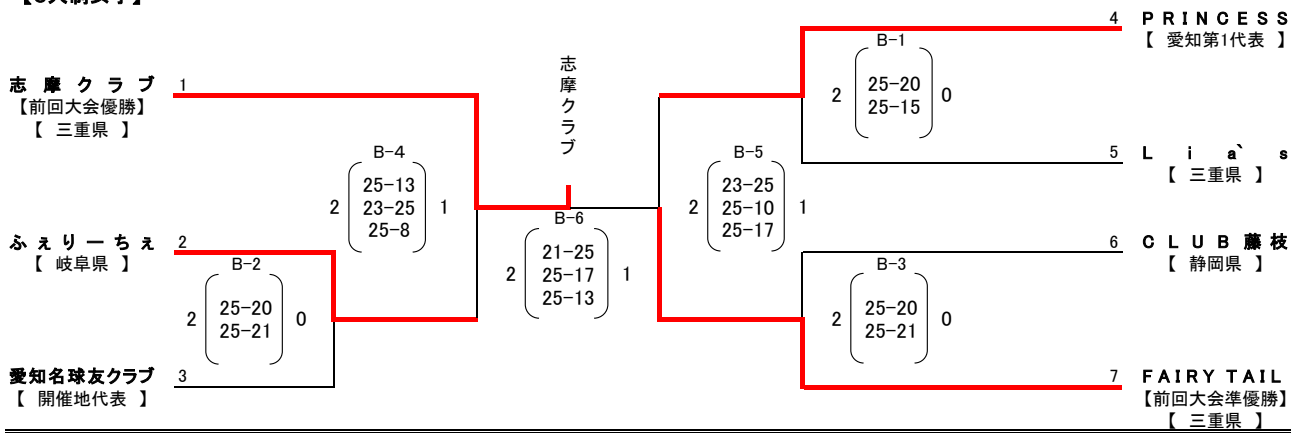 4 PRINCESS
【 愛知第1代表 】
B-1
2 25-20 0
25-15
志摩クラブ
志摩クラブ 1
【前回大会優勝】
【 三重県 】
5 Lia`s
【 三重県 】
B-4
25-13
2 23-25 1
25-8
B-5
23-25
2 25-10 1
25-17
B-6
21-25
2 25-17 1
25-13
ふぇりーちぇ 2
【 岐阜県 】
B-2
2 25-20 0
25-21
6 CLUB藤枝
【 静岡県 】
B-3
2 25-20 0
25-21
愛知名球友クラブ 3
【 開催地代表 】
7 FAIRY TAIL
【前回大会準優勝】
【 三重県 】